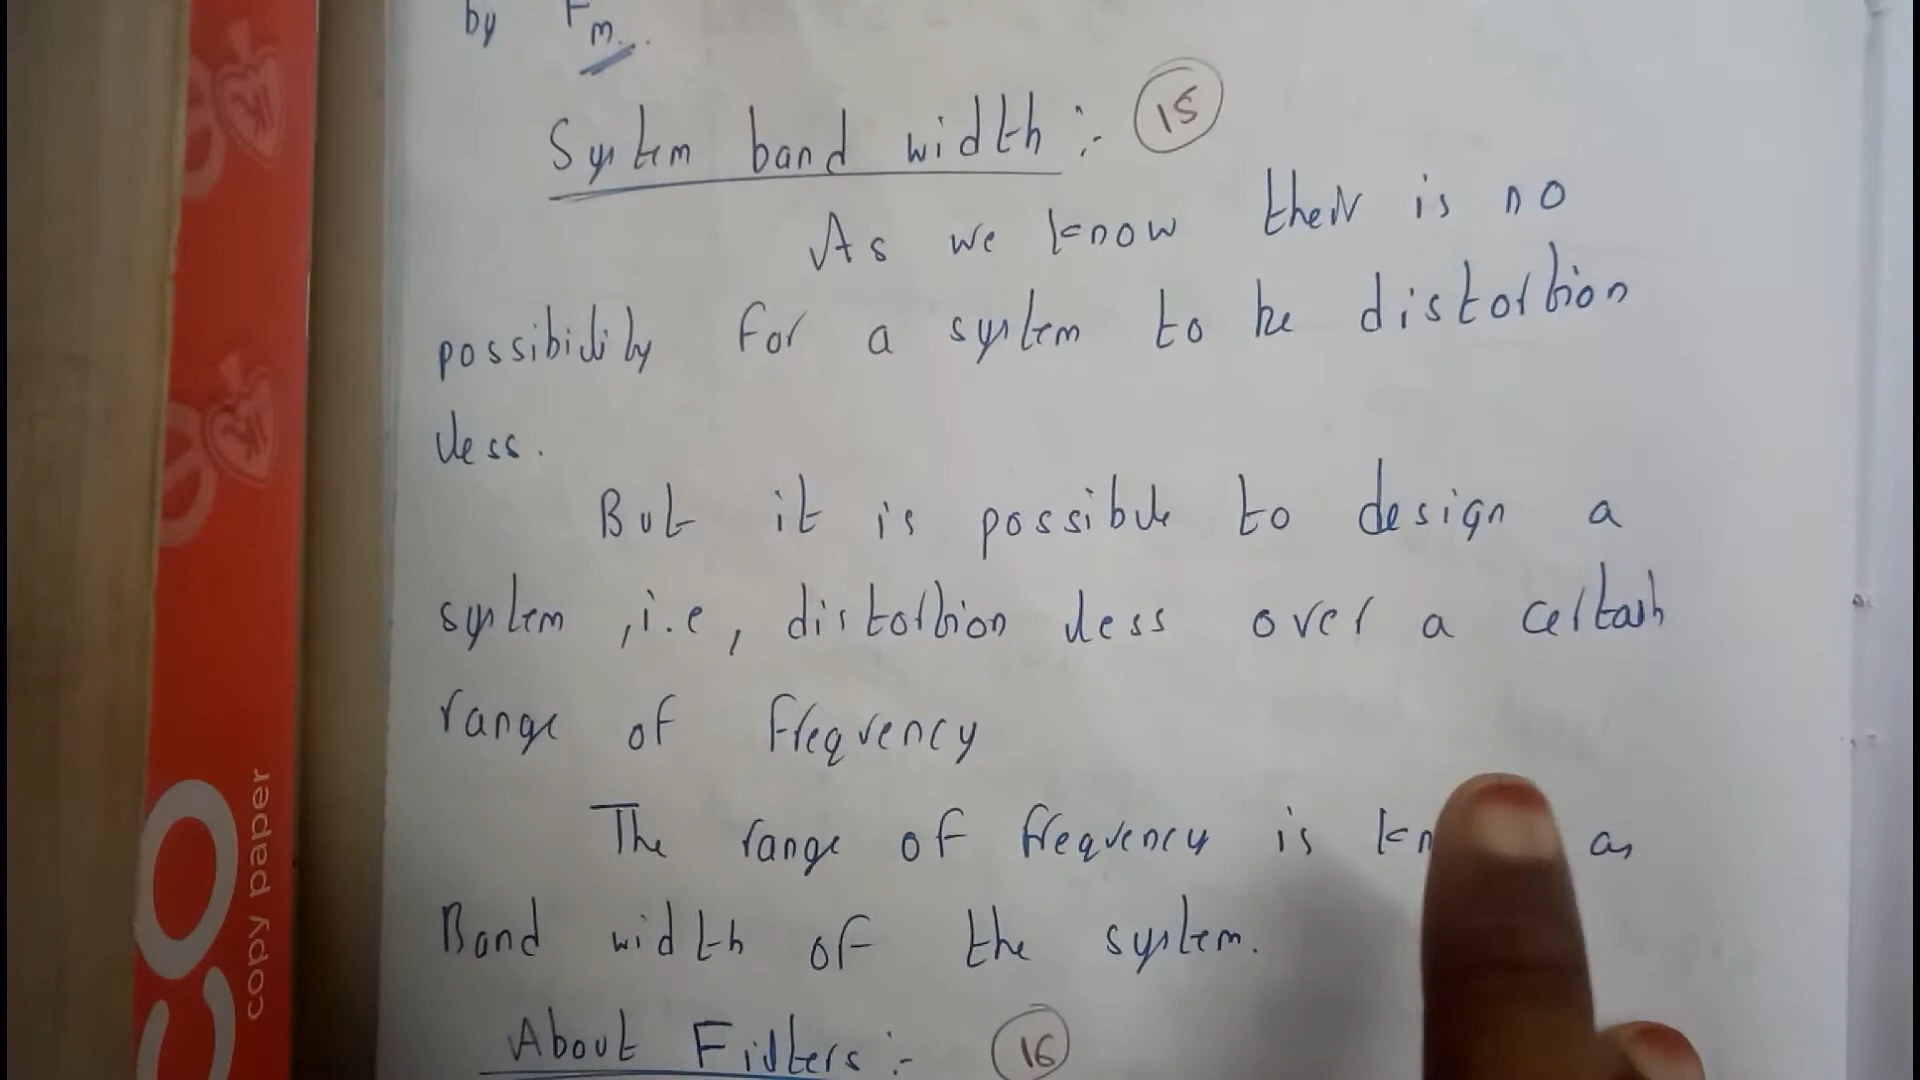 by Fm.
System band width :- 15
As we know there is no
possibility for a system to be distortion
less.
But it is possible to design a
system, i.e, distortion less over a certain
range of frequency
The range of frequency is kn as
Band width of the system.
About Filters :- 16
CO
copy paper